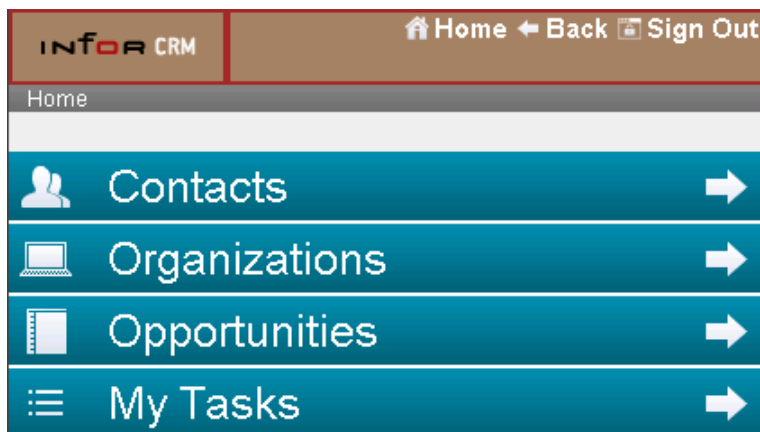 infor CRM
Home Back Sign Out
Home
Contacts
Organizations
Opportunities
My Tasks